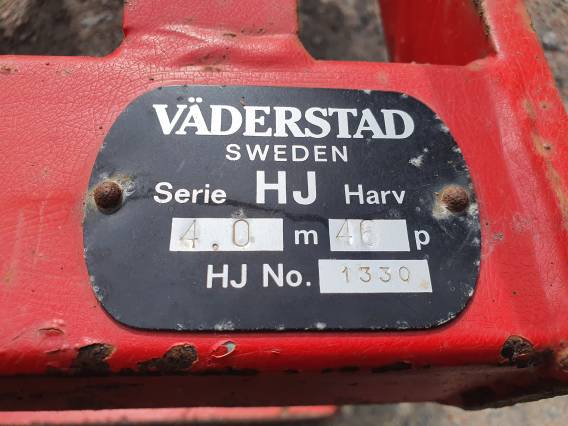 VÄDERSTAD
SWEDEN
Serie HJ Harv
4.0 m 46 p
HJ No. 1330